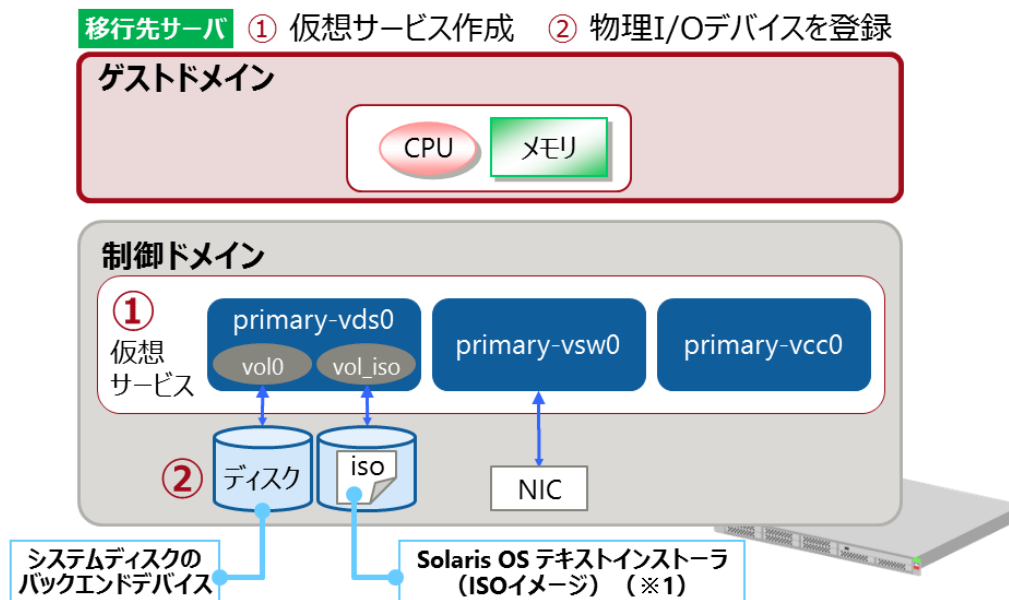 移行先サーバ ① 仮想サービス作成 ② 物理I/Oデバイスを登録
ゲストドメイン
CPU メモリ
制御ドメイン
①
仮想
サービス
primary-vds0
vol0 vol_iso
primary-vsw0
primary-vcc0
②
ディスク
iso
NIC
システムディスクの
バックエンドデバイス
Solaris OS テキストインストーラ
（ISOイメージ）（※1）